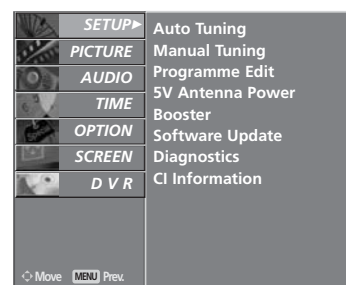 SETUP►
PICTURE
AUDIO
TIME
OPTION
SCREEN
D V R
Auto Tuning
Manual Tuning
Programme Edit
5V Antenna Power
Booster
Software Update
Diagnostics
CI Information
Move MENU Prev.